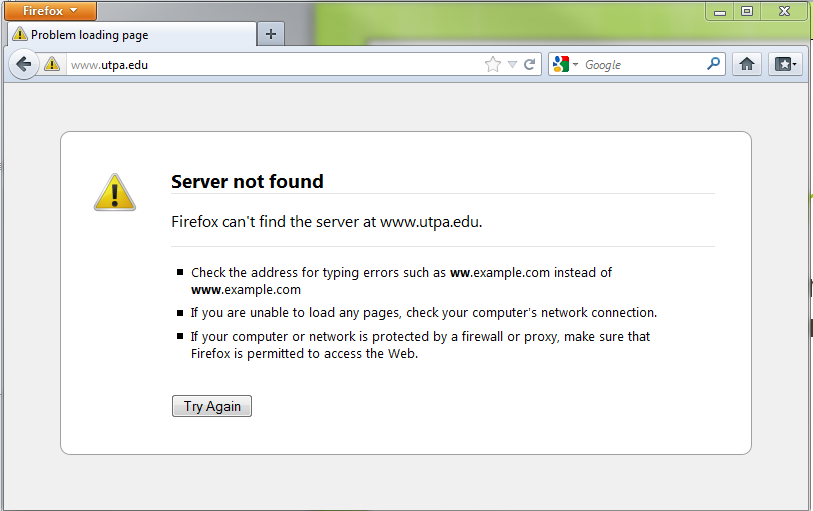 Firefox
Problem loading page
www.utpa.edu
Google
Server not found
Firefox can't find the server at www.utpa.edu.
Check the address for typing errors such as ww.example.com instead of
www.example.com
If you are unable to load any pages, check your computer's network connection.
If your computer or network is protected by a firewall or proxy, make sure that
Firefox is permitted to access the Web.
Try Again